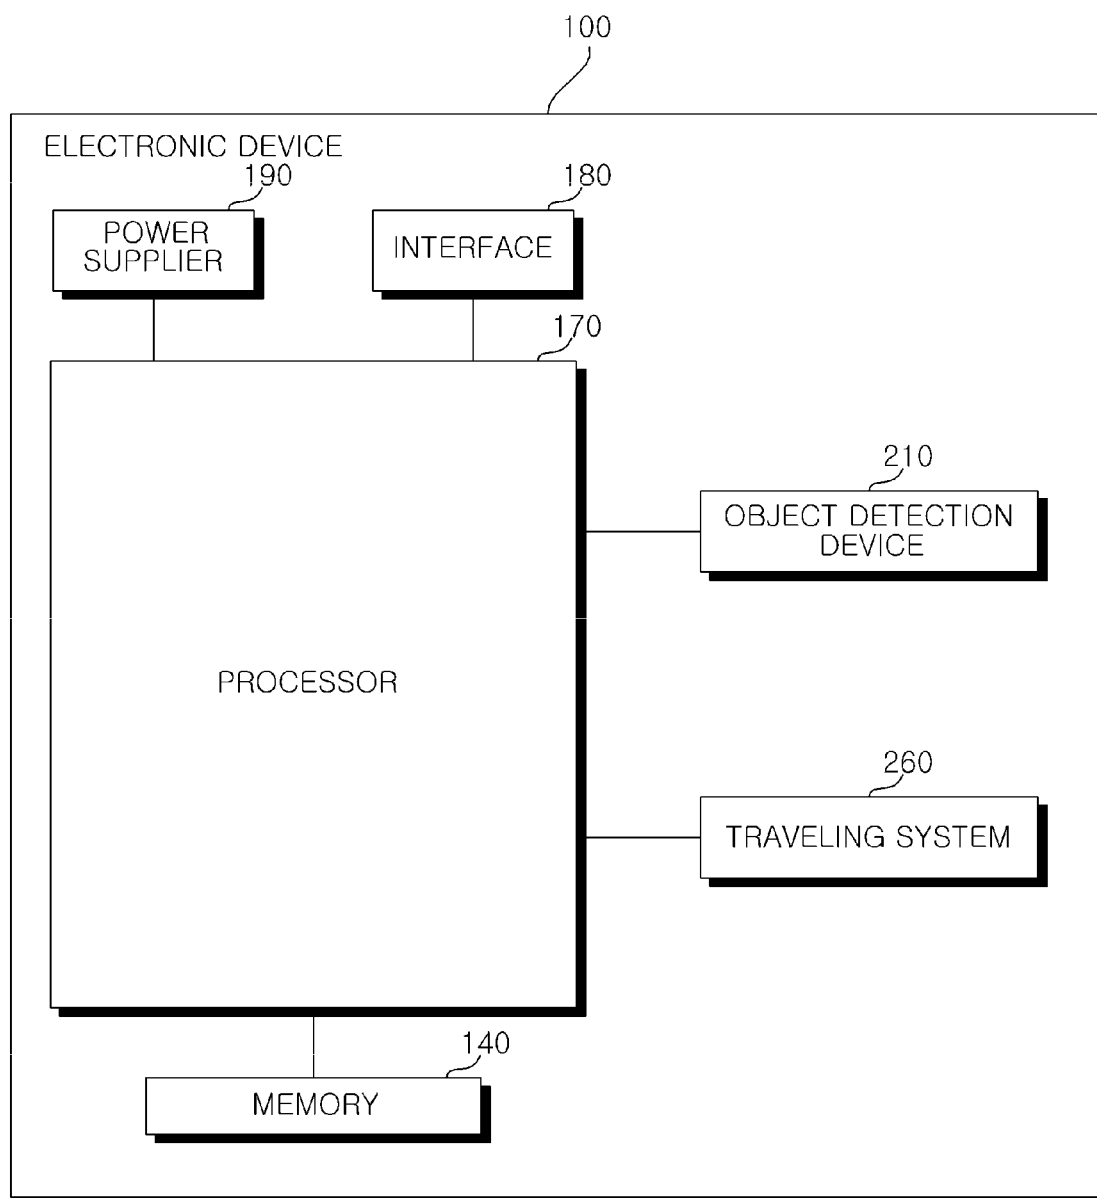 100
ELECTRONIC DEVICE
190
180
POWER
SUPPLIER
INTERFACE
170
210
OBJECT DETECTION
DEVICE
PROCESSOR
260
TRAVELING SYSTEM
140
MEMORY